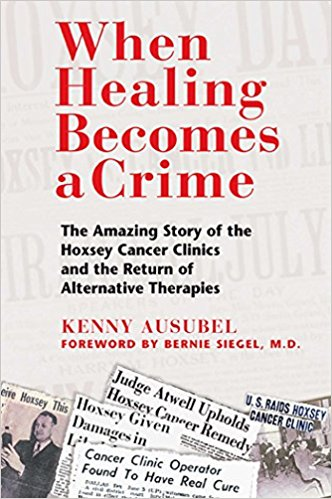 When
Healing
Becomes
a Crime
The Amazing Story of the
Hoxsey Cancer Clinics
and the Return of
Alternative Therapies
KENNY AUSUBEL
FOREWORD BY BERNIE SIEGEL, M.D.
eive Hoxsey This
Judge Atwell Upholds
Hoxsey Cancer Remedy
Hoxsey Given
Damages in
U.S. RAIDS HOXSEY
CANCER CLINIC
Cancer Clinic Operator
Found To Have Real Cure